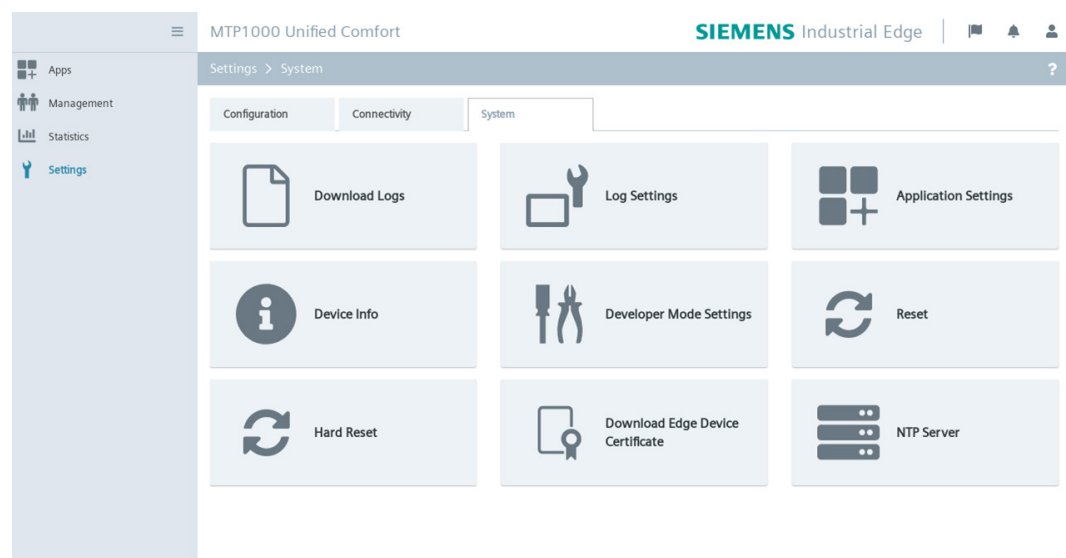 MTP1000 Unified Comfort
SIEMENS Industrial Edge
Apps
Management
Statistics
Settings
Settings > System
?
Configuration
Connectivity
System
Download Logs
Log Settings
Application Settings
Device Info
Developer Mode Settings
Reset
Hard Reset
Download Edge Device
Certificate
NTP Server